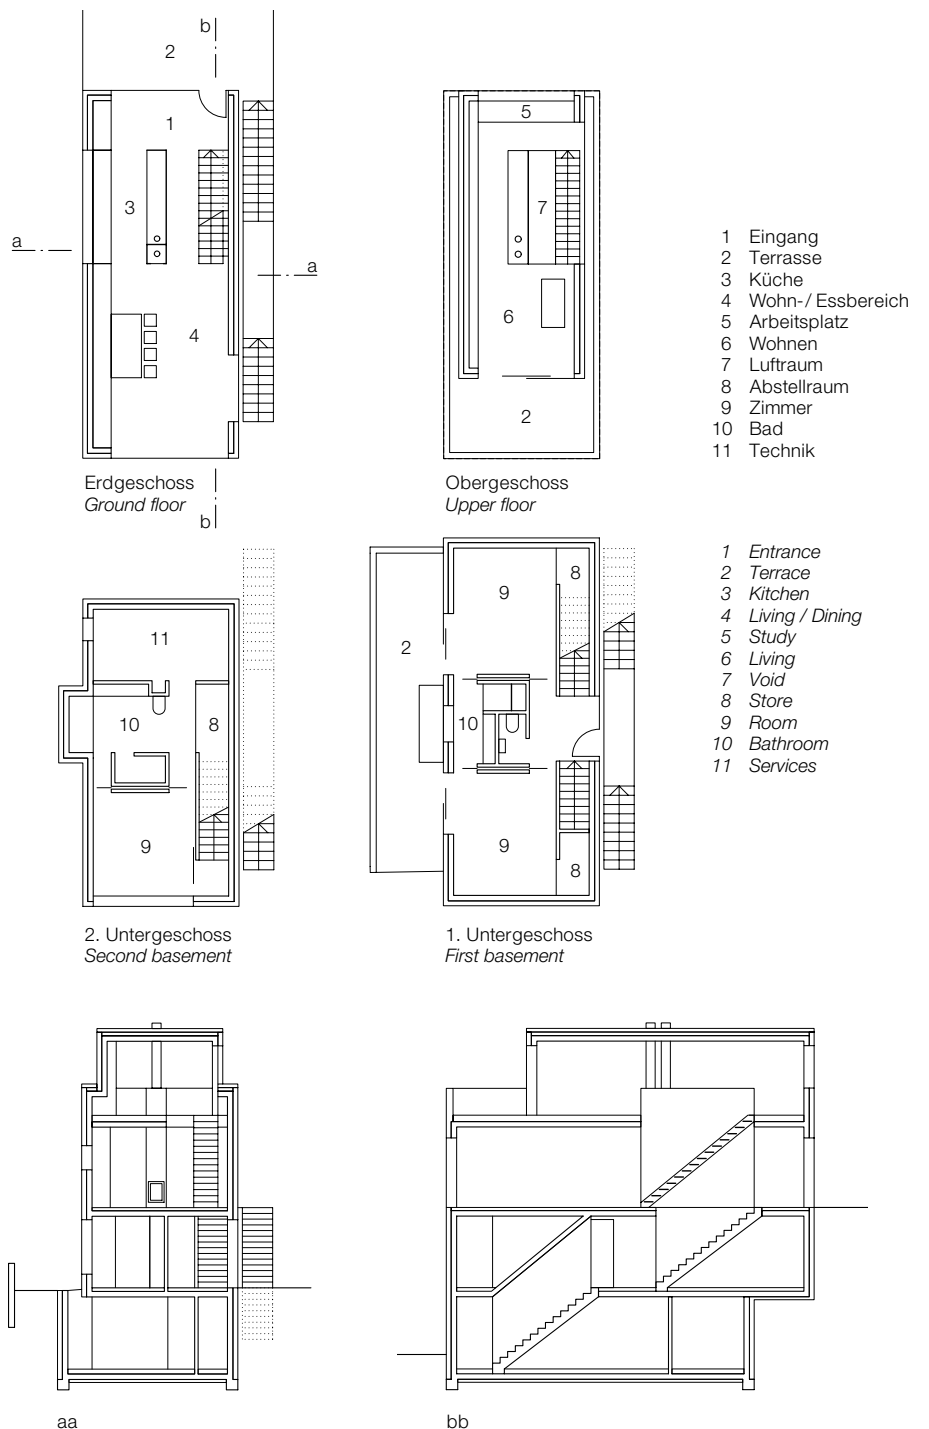 b
2
1
3
a
a
4
Erdgeschoss
Ground floor
b
5
7
6
2
Obergeschoss
Upper floor
1 Eingang
2 Terrasse
3 Küche
4 Wohn-/ Essbereich
5 Arbeitsplatz
6 Wohnen
7 Luftraum
8 Abstellraum
9 Zimmer
10 Bad
11 Technik
11
10
8
9
2. Untergeschoss
Second basement
8
9
2
10
9
8
1. Untergeschoss
First basement
1 Entrance
2 Terrace
3 Kitchen
4 Living / Dining
5 Study
6 Living
7 Void
8 Store
9 Room
10 Bathroom
11 Services
aa
bb